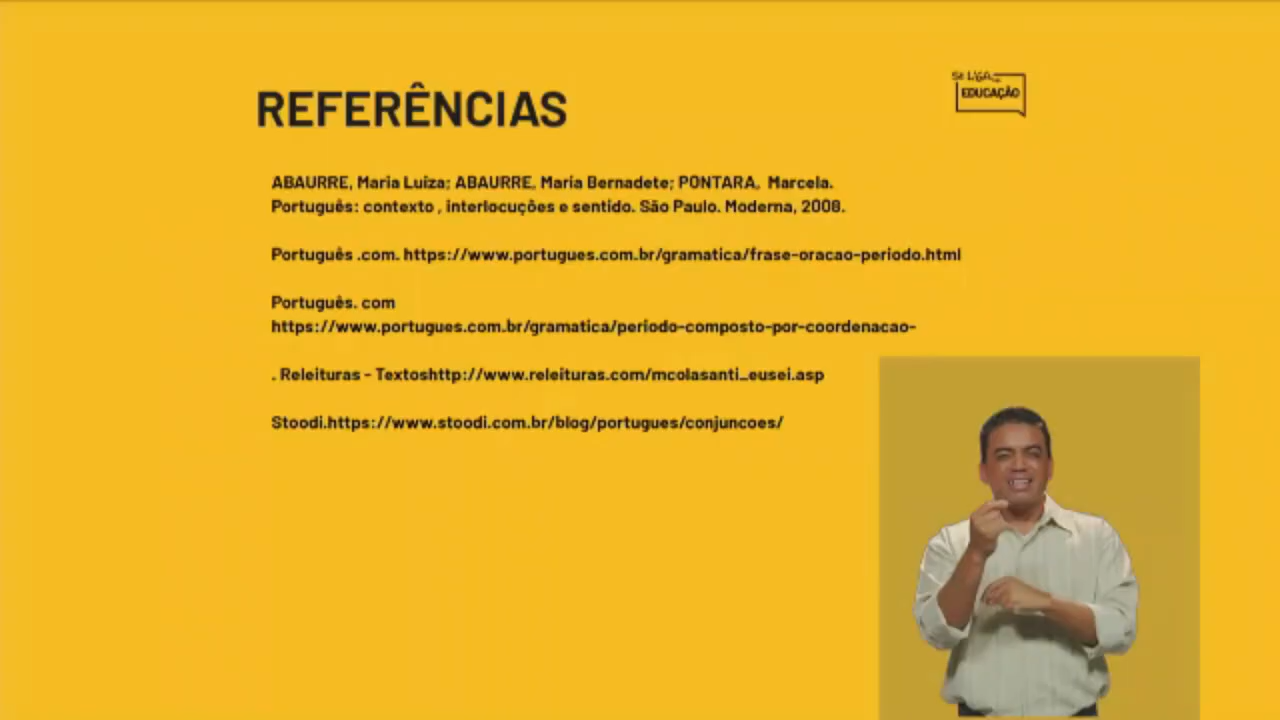 REFERÊNCIAS
SE LIGA
EDUCAÇÃO
ABAURRE, Maria Luiza; ABAURRE, Maria Bernadete; PONTARA, Marcela.
Português: contexto , interlocuções e sentido. São Paulo. Moderna, 2008.
Português .com. https://www.portugues.com.br/gramatica/frase-oracao-periodo.html
Português. com
https://www.portugues.com.br/gramatica/periodo-composto-por-coordenacao-
. Releituras - Textoshttp://www.releituras.com/mcolasanti_eusei.asp
Stoodi.https://www.stoodi.com.br/blog/portugues/conjuncoes/